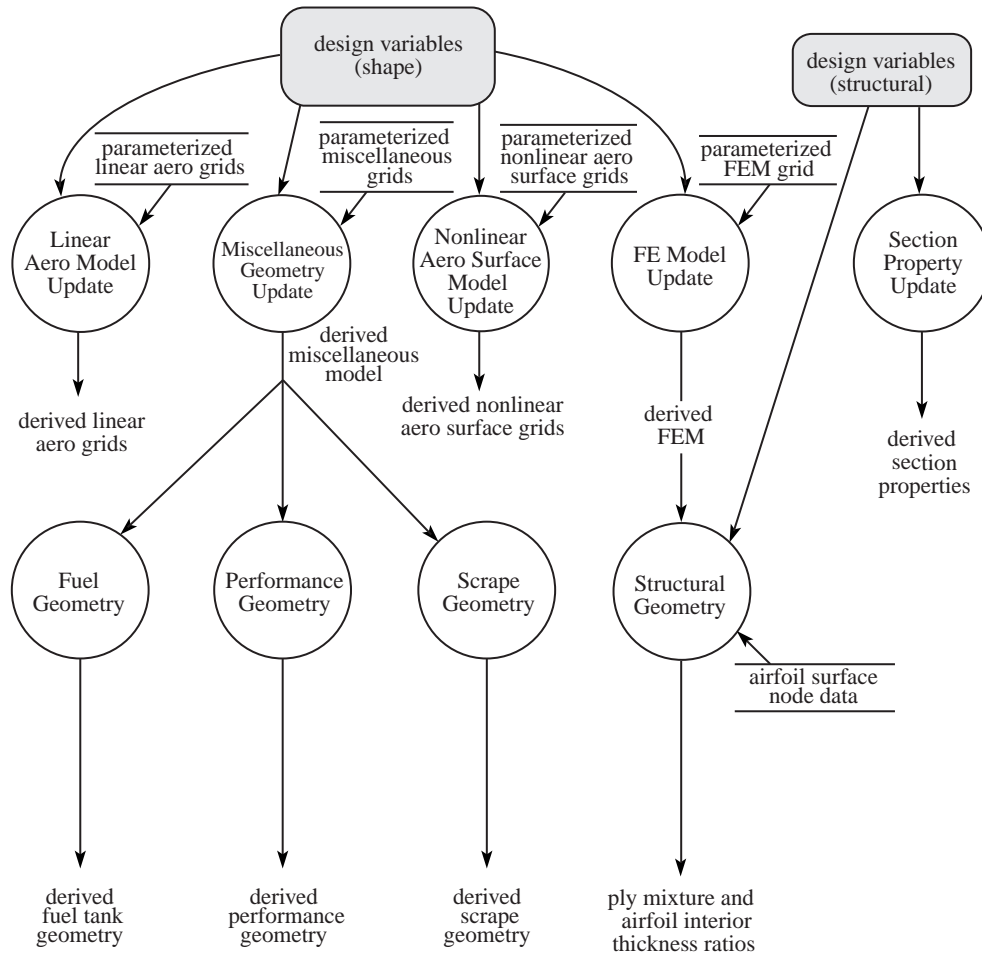 design variables
(shape)
design variables
(structural)
parameterized
linear aero grids
parameterized
miscellaneous
grids
parameterized
nonlinear aero
surface grids
parameterized
FEM grid
Linear
Aero Model
Update
Miscellaneous
Geometry
Update
Nonlinear
Aero Surface
Model
Update
FE Model
Update
Section
Property
Update
derived
miscellaneous
model
derived linear
aero grids
derived nonlinear
aero surface grids
derived
FEM
derived
section
properties
Fuel
Geometry
Performance
Geometry
Scrape
Geometry
Structural
Geometry
airfoil surface
node data
derived
fuel tank
geometry
derived
performance
geometry
derived
scrape
geometry
ply mixture and
airfoil interior
thickness ratios